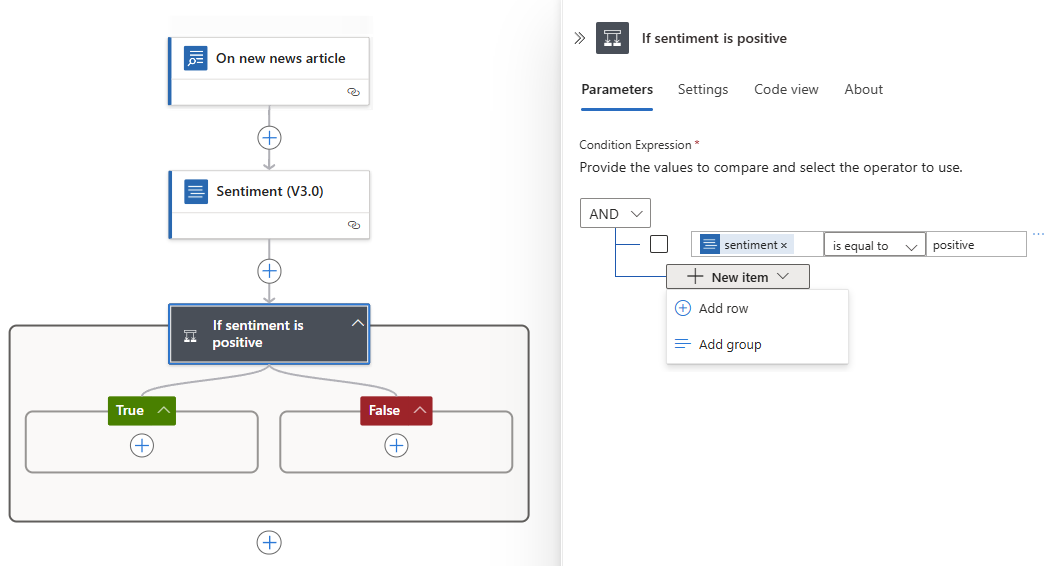 On new news article
Sentiment (V3.0)
If sentiment is
positive
True
False
If sentiment is positive
Parameters
Settings
Code view
About
Condition Expression *
Provide the values to compare and select the operator to use.
AND
sentiment ×
is equal to
positive
New item
Add row
Add group